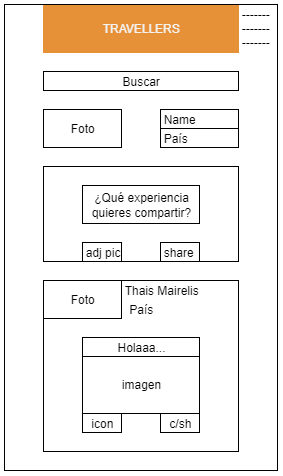 TRAVELLERS
Buscar
Foto
Name
País
¿Qué experiencia
quieres compartir?
adj pic
share
Foto
Thais Mairelis
País
Holaaa...
imagen
icon
c/sh